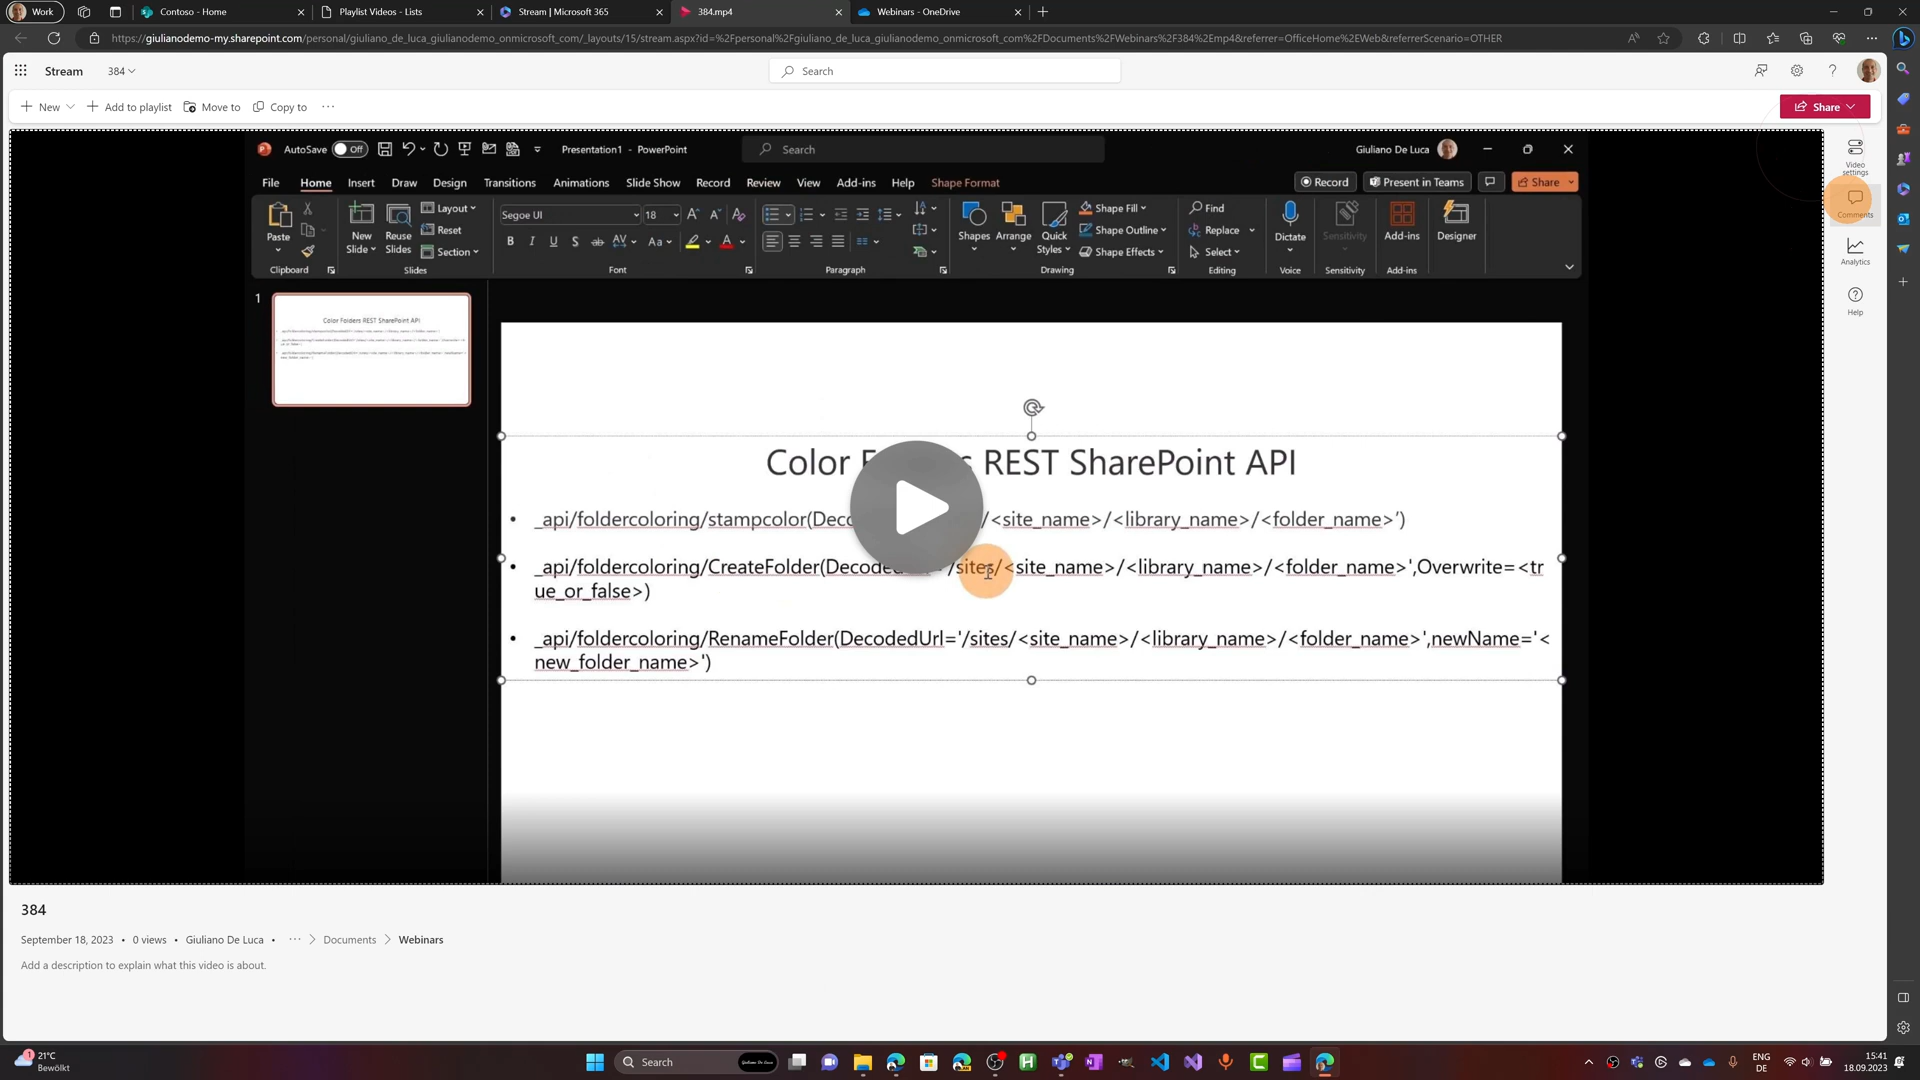 Work
Contoso - Home
Playlist Videos - Lists
Stream | Microsoft 365
384.mp4
Webinars - OneDrive
https://giulianodemo-my.sharepoint.com/personal/giuliano_de_luca_giulianodemo_onmicrosoft_com/_layouts/15/stream.aspx?id=%2Fpersonal%2Fgiuliano_de_luca_giulianodemo_onmicrosoft_com%2FDocuments%2FWebinars%2F384%2Emp4&referrer=OfficeHome%2EWeb&referrerScenario=OTHER
Stream
384
Search
New
Add to playlist
Move to
Copy to
Share
AutoSave
Off
Presentation1 - PowerPoint
Search
Giuliano De Luca
File
Home
Insert
Draw
Design
Transitions
Animations
Slide Show
Record
Review
View
Add-ins
Help
Shape Format
Record
Present in Teams
Share
Paste
New Slide
Reuse Slides
Layout
Reset
Section
Segoe UI
18
Shapes
Arrange
Quick Styles
Shape Fill
Shape Outline
Shape Effects
Find
Replace
Select
Dictate
Sensitivity
Add-ins
Designer
Clipboard
Slides
Font
Paragraph
Drawing
Editing
Voice
Sensitivity
Add-ins
Video settings
Comments
Analytics
Help
1
Color Folders REST SharePoint API
Color F REST SharePoint API
• _api/foldercoloring/stampcolor(Dec /<site_name>/<library_name>/<folder_name>')
• _api/foldercoloring/CreateFolder(Decoded /sites/<site_name>/<library_name>/<folder_name>',Overwrite=<tr
ue_or_false>)
• _api/foldercoloring/RenameFolder(DecodedUrl='/sites/<site_name>/<library_name>/<folder_name>',newName='<
new_folder_name>')
384
September 18, 2023 • 0 views • Giuliano De Luca • ··· > Documents > Webinars
Add a description to explain what this video is about.
1
21°C
Bewölkt
Search
ENG
DE
15:41
18.09.2023